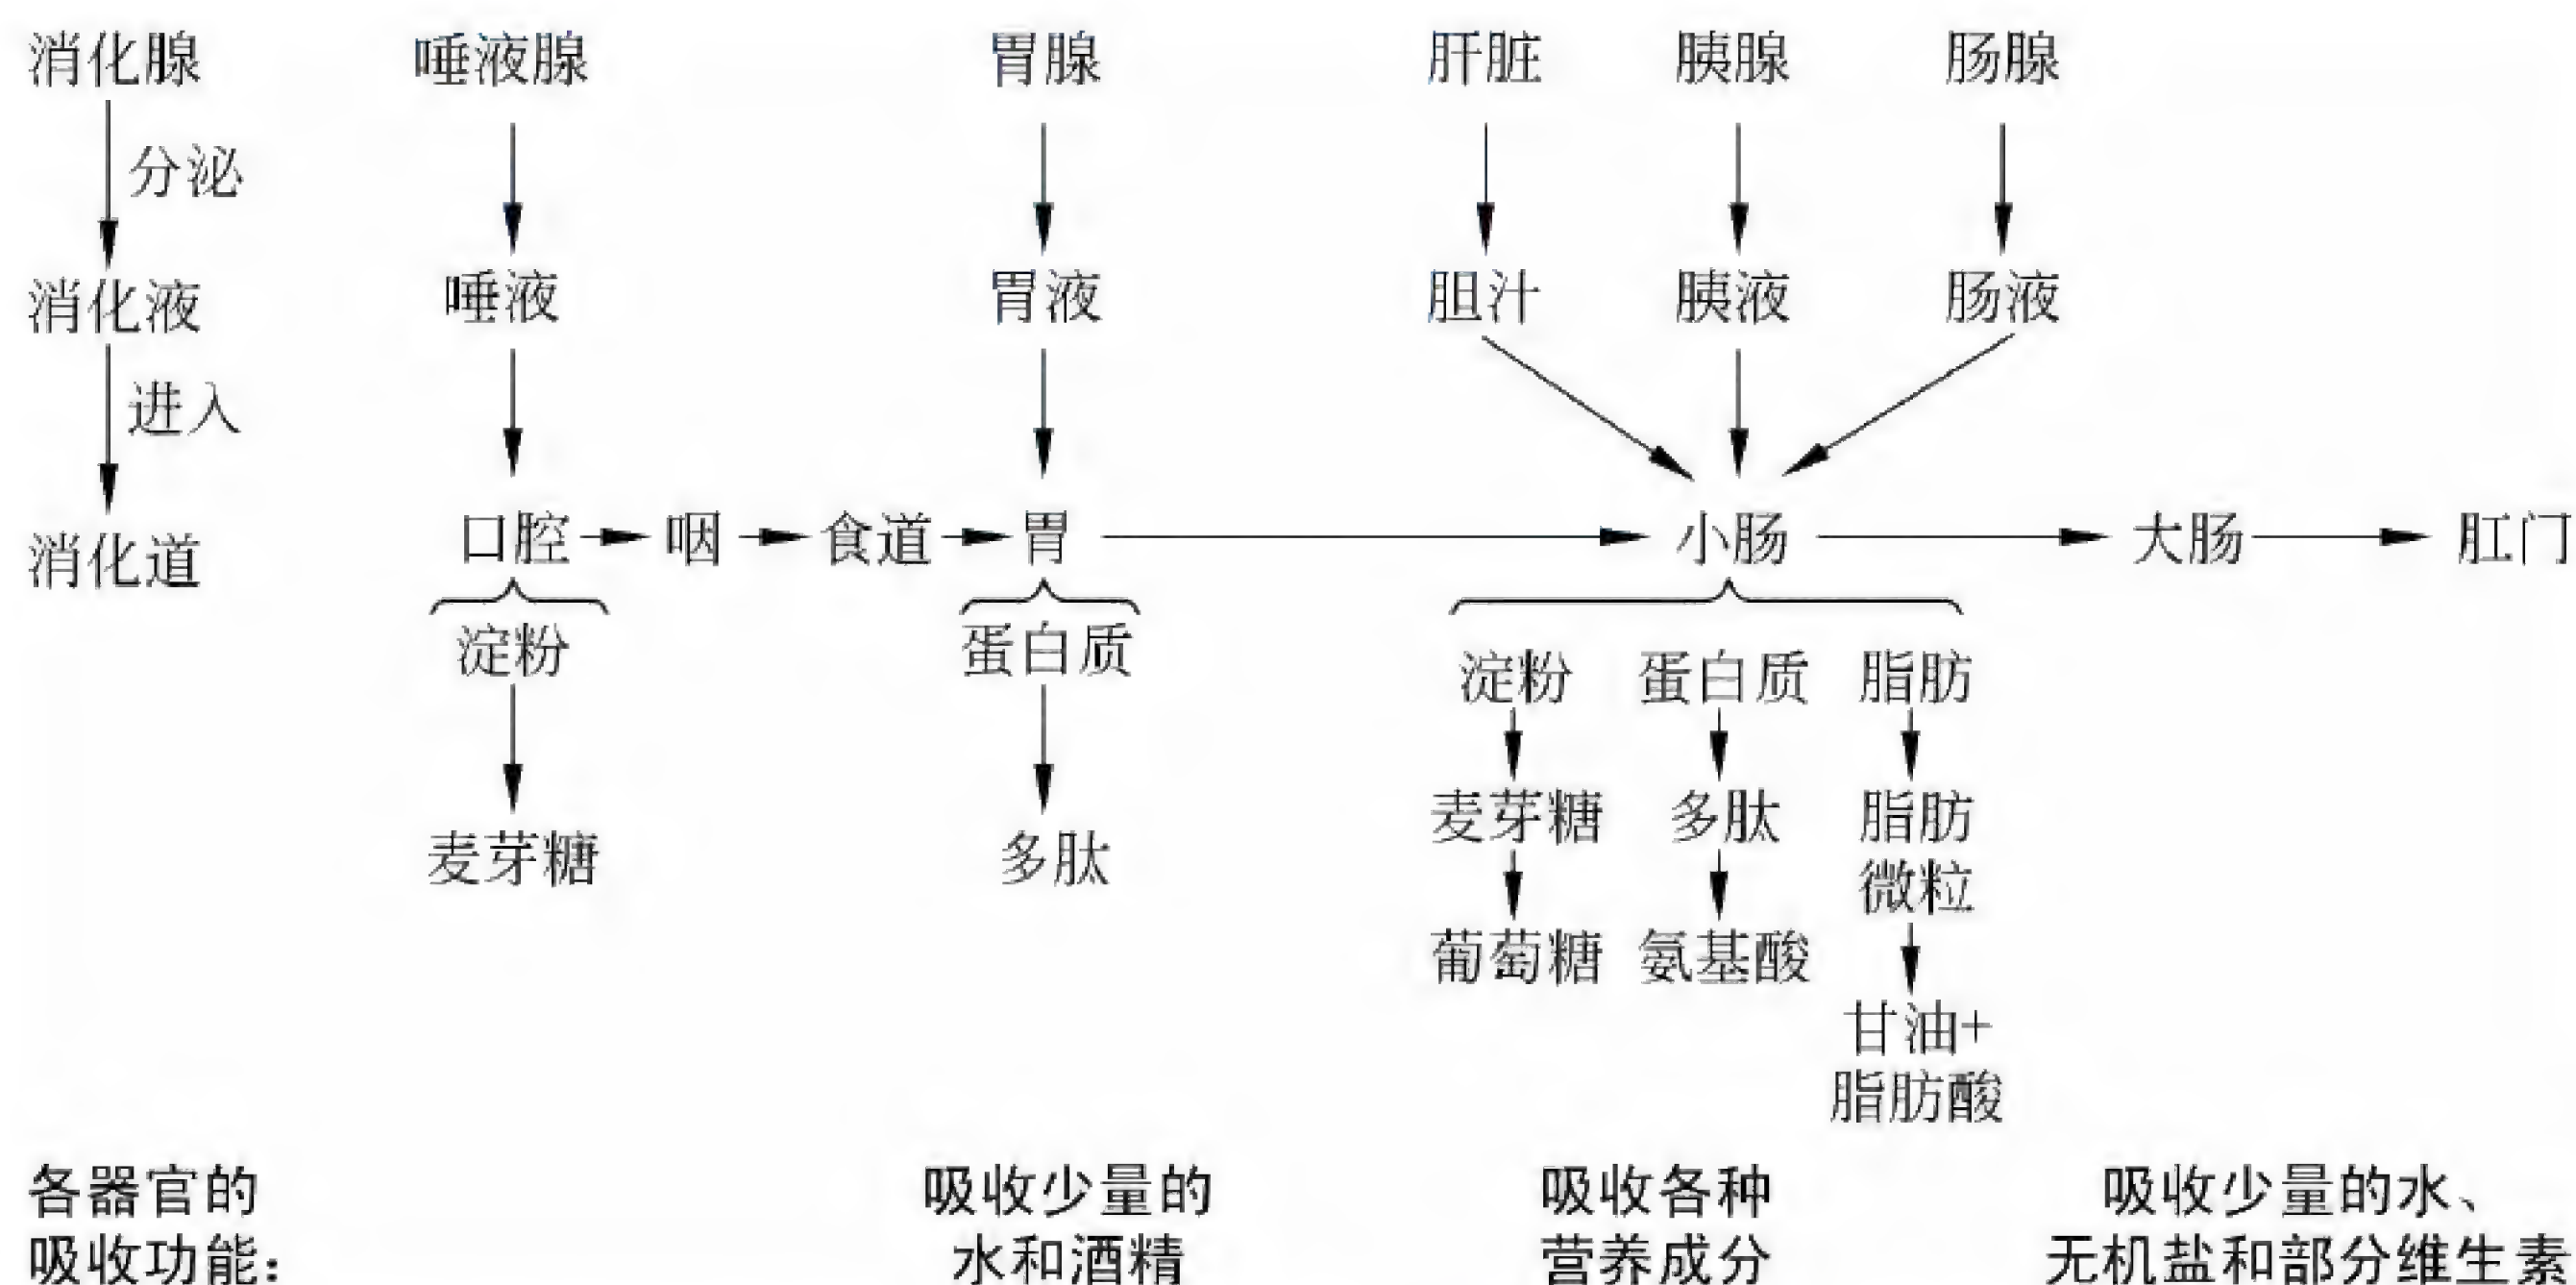 消化腺 唾液腺 胃腺 肝脏 胰腺 肠腺
分泌
消化液 唾液 胃液 胆汁 胰液 肠液
进入
消化道 口腔 咽 食道 胃 小肠 大肠 肛门
淀粉 蛋白质 淀粉 蛋白质 脂肪
麦芽糖 多肽 麦芽糖 多肽 脂肪
微粒
葡萄糖 氨基酸
甘油+
脂肪酸
各器官的 吸收少量的 吸收各种 吸收少量的水、
吸收功能: 水和酒精 营养成分 无机盐和部分维生素